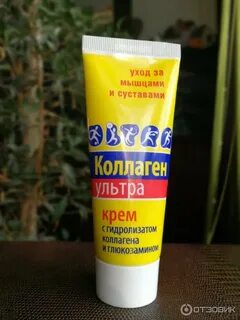 уход за
мышцами
и суставами
Коллаген
ультра
крем
с гидролизатом
коллагена
и глюкозамином
ОТЗОВИК